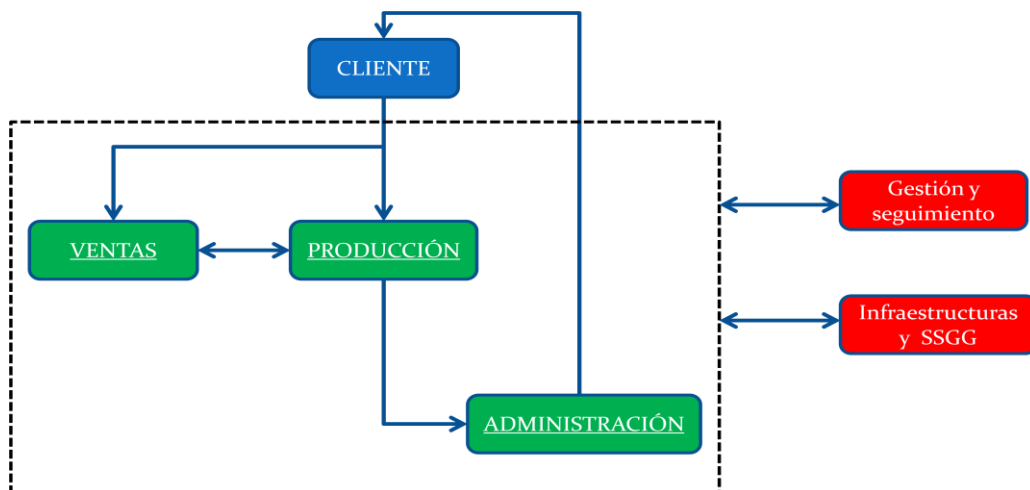 CLIENTE
VENTAS
PRODUCCIÓN
ADMINISTRACIÓN
Gestión y
seguimiento
Infraestructuras
y SSGG